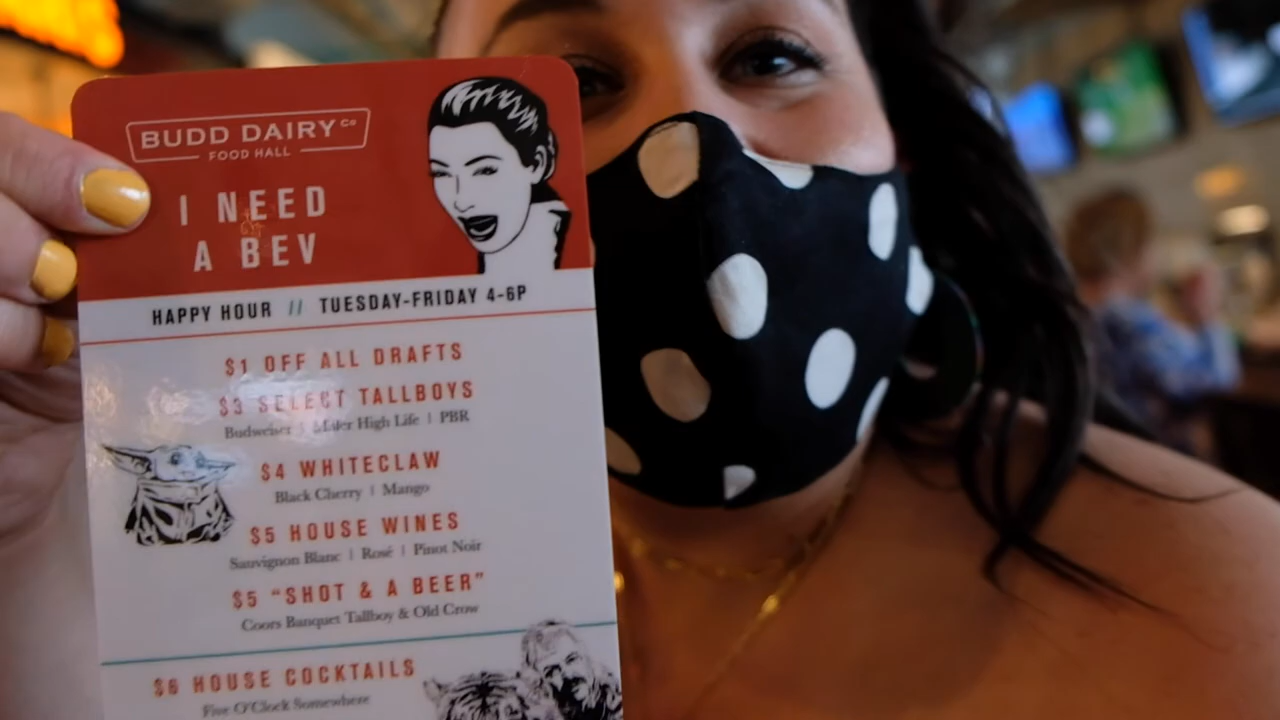 BUDD DAIRY Co
FOOD HALL
I NEED
A BEV
HAPPY HOUR // TUESDAY-FRIDAY 4-6P
$1 OFF ALL DRAFTS
$3 SELECT TALLBOYS
Budweiser | Miller High Life | PBR
$4 WHITECLAW
Black Cherry | Mango
$5 HOUSE WINES
Sauvignon Blanc | Rosé | Pinot Noir
$5 "SHOT & A BEER"
Coors Banquet Tallboy & Old Crow
$6 HOUSE COCKTAILS
Five O'Clock Somewhere